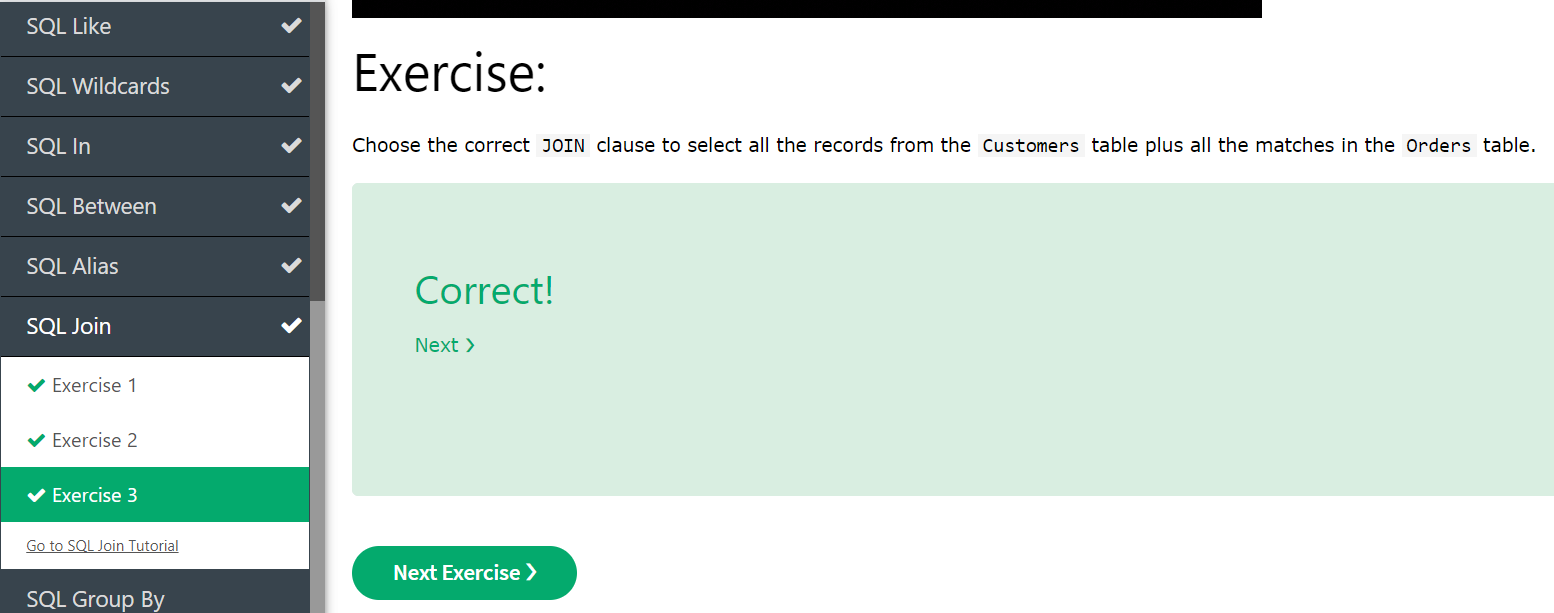 SQL Like
SQL Wildcards
SQL In
SQL Between
SQL Alias
SQL Join
Exercise 1
Exercise 2
Exercise 3
Go to SQL Join Tutorial
SQL Group By
Exercise:
Choose the correct JOIN clause to select all the records from the Customers table plus all the matches in the Orders table.
Correct!
Next ❯
Next Exercise ❯